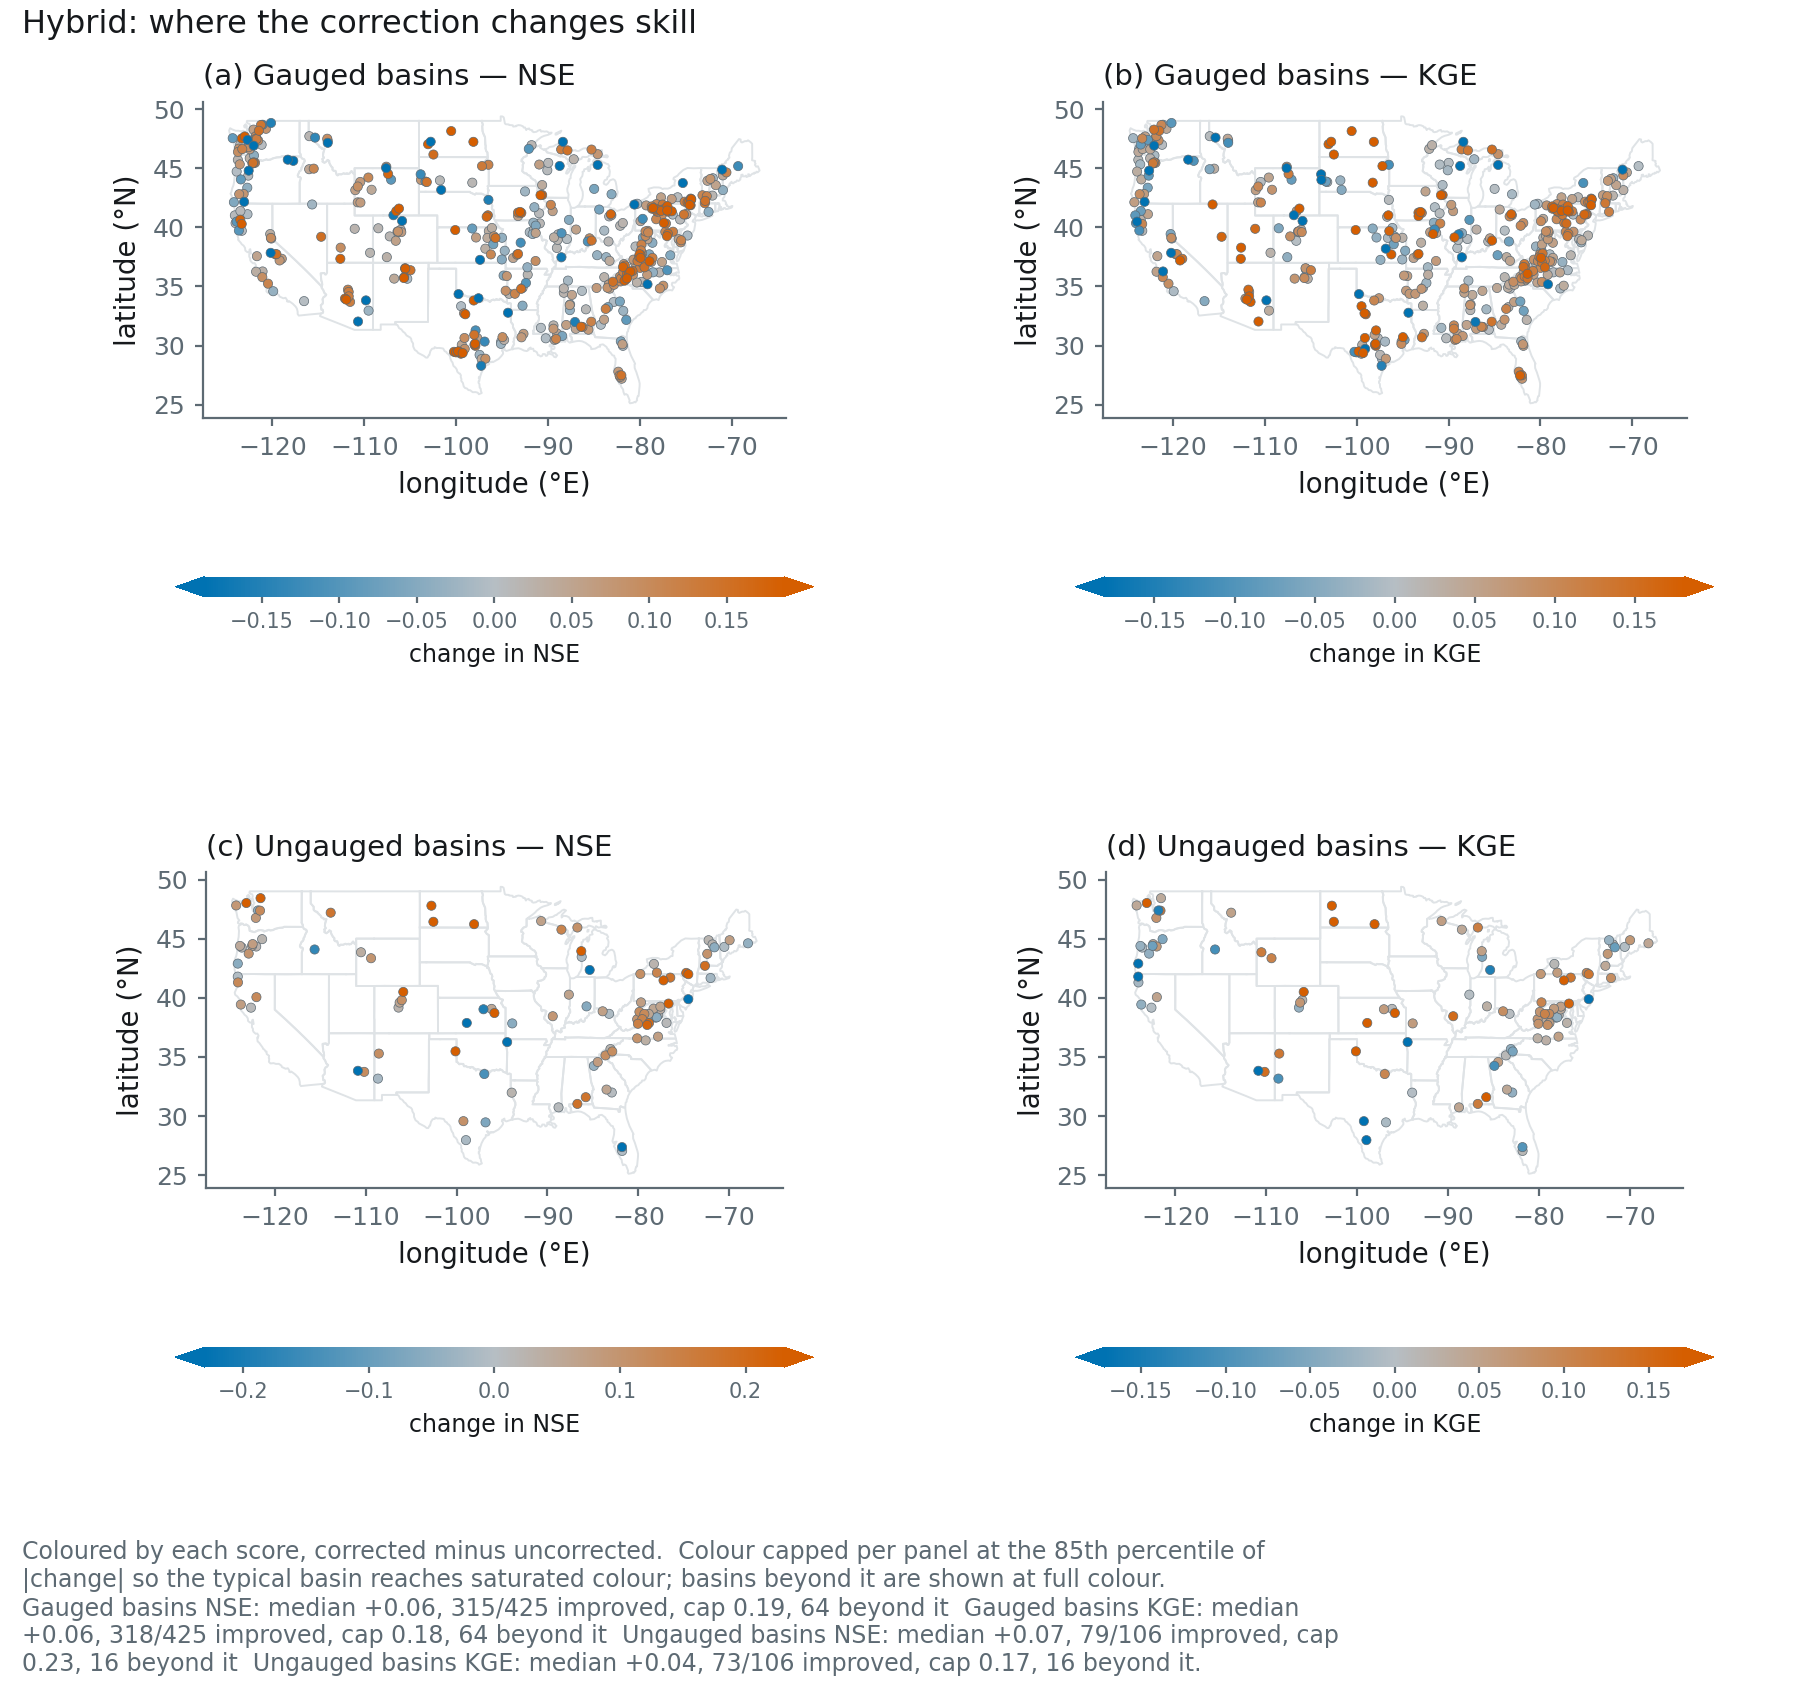 Hybrid: where the correction changes skill
(a) Gauged basins — NSE
50
45
40
35
30
25
latitude (°N)
−120 −110 −100 −90 −80 −70
longitude (°E)
−0.15 −0.10 −0.05 0.00 0.05 0.10 0.15
change in NSE
(b) Gauged basins — KGE
50
45
40
35
30
25
latitude (°N)
−120 −110 −100 −90 −80 −70
longitude (°E)
−0.15 −0.10 −0.05 0.00 0.05 0.10 0.15
change in KGE
(c) Ungauged basins — NSE
50
45
40
35
30
25
latitude (°N)
−120 −110 −100 −90 −80 −70
longitude (°E)
−0.2 −0.1 0.0 0.1 0.2
change in NSE
(d) Ungauged basins — KGE
50
45
40
35
30
25
latitude (°N)
−120 −110 −100 −90 −80 −70
longitude (°E)
−0.15 −0.10 −0.05 0.00 0.05 0.10 0.15
change in KGE
Coloured by each score, corrected minus uncorrected.  Colour capped per panel at the 85th percentile of
|change| so the typical basin reaches saturated colour; basins beyond it are shown at full colour.
Gauged basins NSE: median +0.06, 315/425 improved, cap 0.19, 64 beyond it  Gauged basins KGE: median
+0.06, 318/425 improved, cap 0.18, 64 beyond it  Ungauged basins NSE: median +0.07, 79/106 improved, cap
0.23, 16 beyond it  Ungauged basins KGE: median +0.04, 73/106 improved, cap 0.17, 16 beyond it.